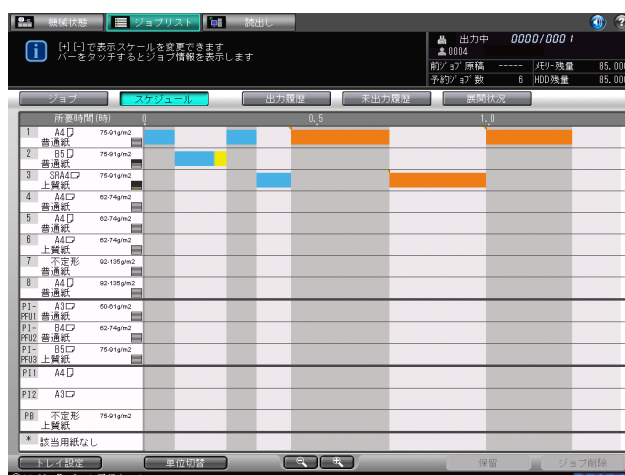 機械状態 ジョブリスト 読出し
[+] [-]で表示スケールを変更できます
バーをタッチするとジョブ情報を表示します
出力中 0000/0001
0004
前ジョブ原稿 ----- メモリー残量 85.00
予約ジョブ数 6 HDD残量 85.00
ジョブ スケジュール 出力履歴 未出力履歴 展開状況
所要時間(時) 0 0.5 1.0
1 A4 75-91g/m2
普通紙
2 B5 75-91g/m2
普通紙
3 SRA4 75-91g/m2
上質紙
4 A4 62-74g/m2
普通紙
5 A4 62-74g/m2
普通紙
6 A4 62-74g/m2
上質紙
7 不定形 92-135g/m2
普通紙
8 A4 92-135g/m2
普通紙
PI- A3 50-61g/m2
PFU1 普通紙
PI- B4 62-74g/m2
PFU2 普通紙
PI- B5 75-91g/m2
PFU3 上質紙
PI1 A4
PI2 A3
PB 不定形 75-91g/m2
上質紙
* 該当用紙なし
トレイ設定 単位切替 保留 ジョブ削除